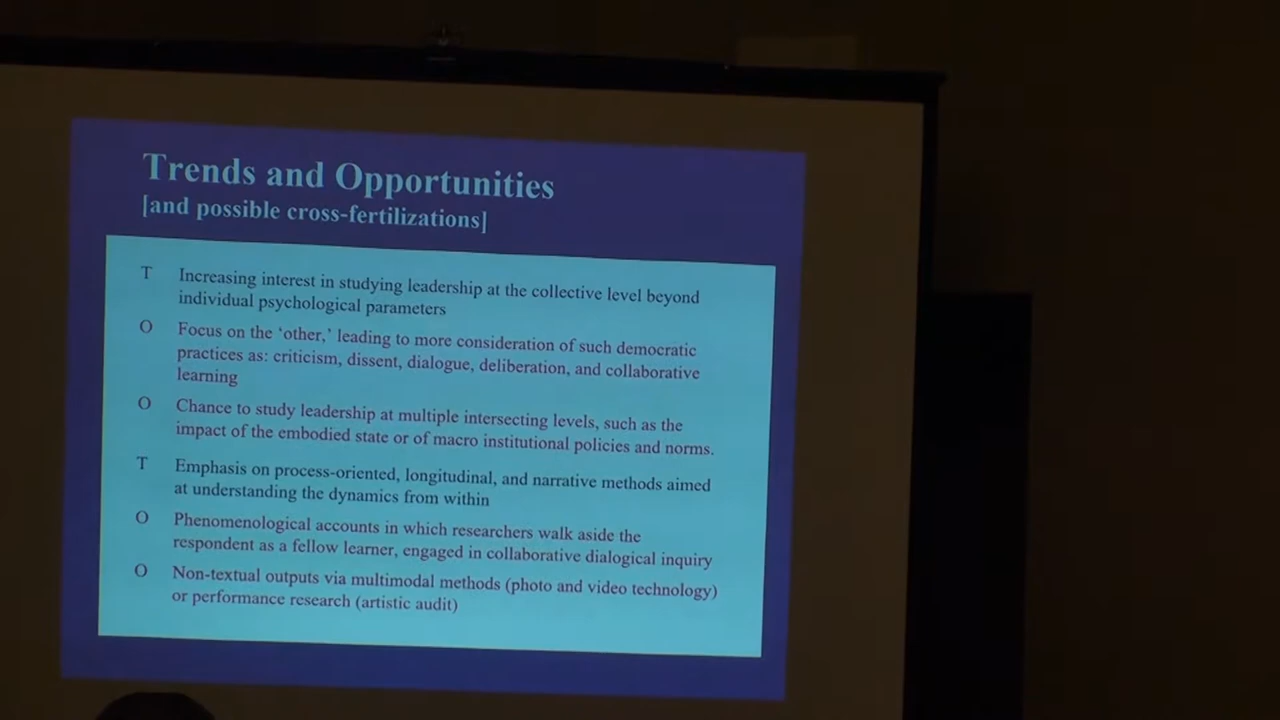 Trends and Opportunities
[and possible cross-fertilizations]
T Increasing interest in studying leadership at the collective level beyond
individual psychological parameters
O Focus on the ‘other,’ leading to more consideration of such democratic
practices as: criticism, dissent, dialogue, deliberation, and collaborative
learning
O Chance to study leadership at multiple intersecting levels, such as the
impact of the embodied state or of macro institutional policies and norms.
T Emphasis on process-oriented, longitudinal, and narrative methods aimed
at understanding the dynamics from within
O Phenomenological accounts in which researchers walk aside the
respondent as a fellow learner, engaged in collaborative dialogical inquiry
O Non-textual outputs via multimodal methods (photo and video technology)
or performance research (artistic audit)